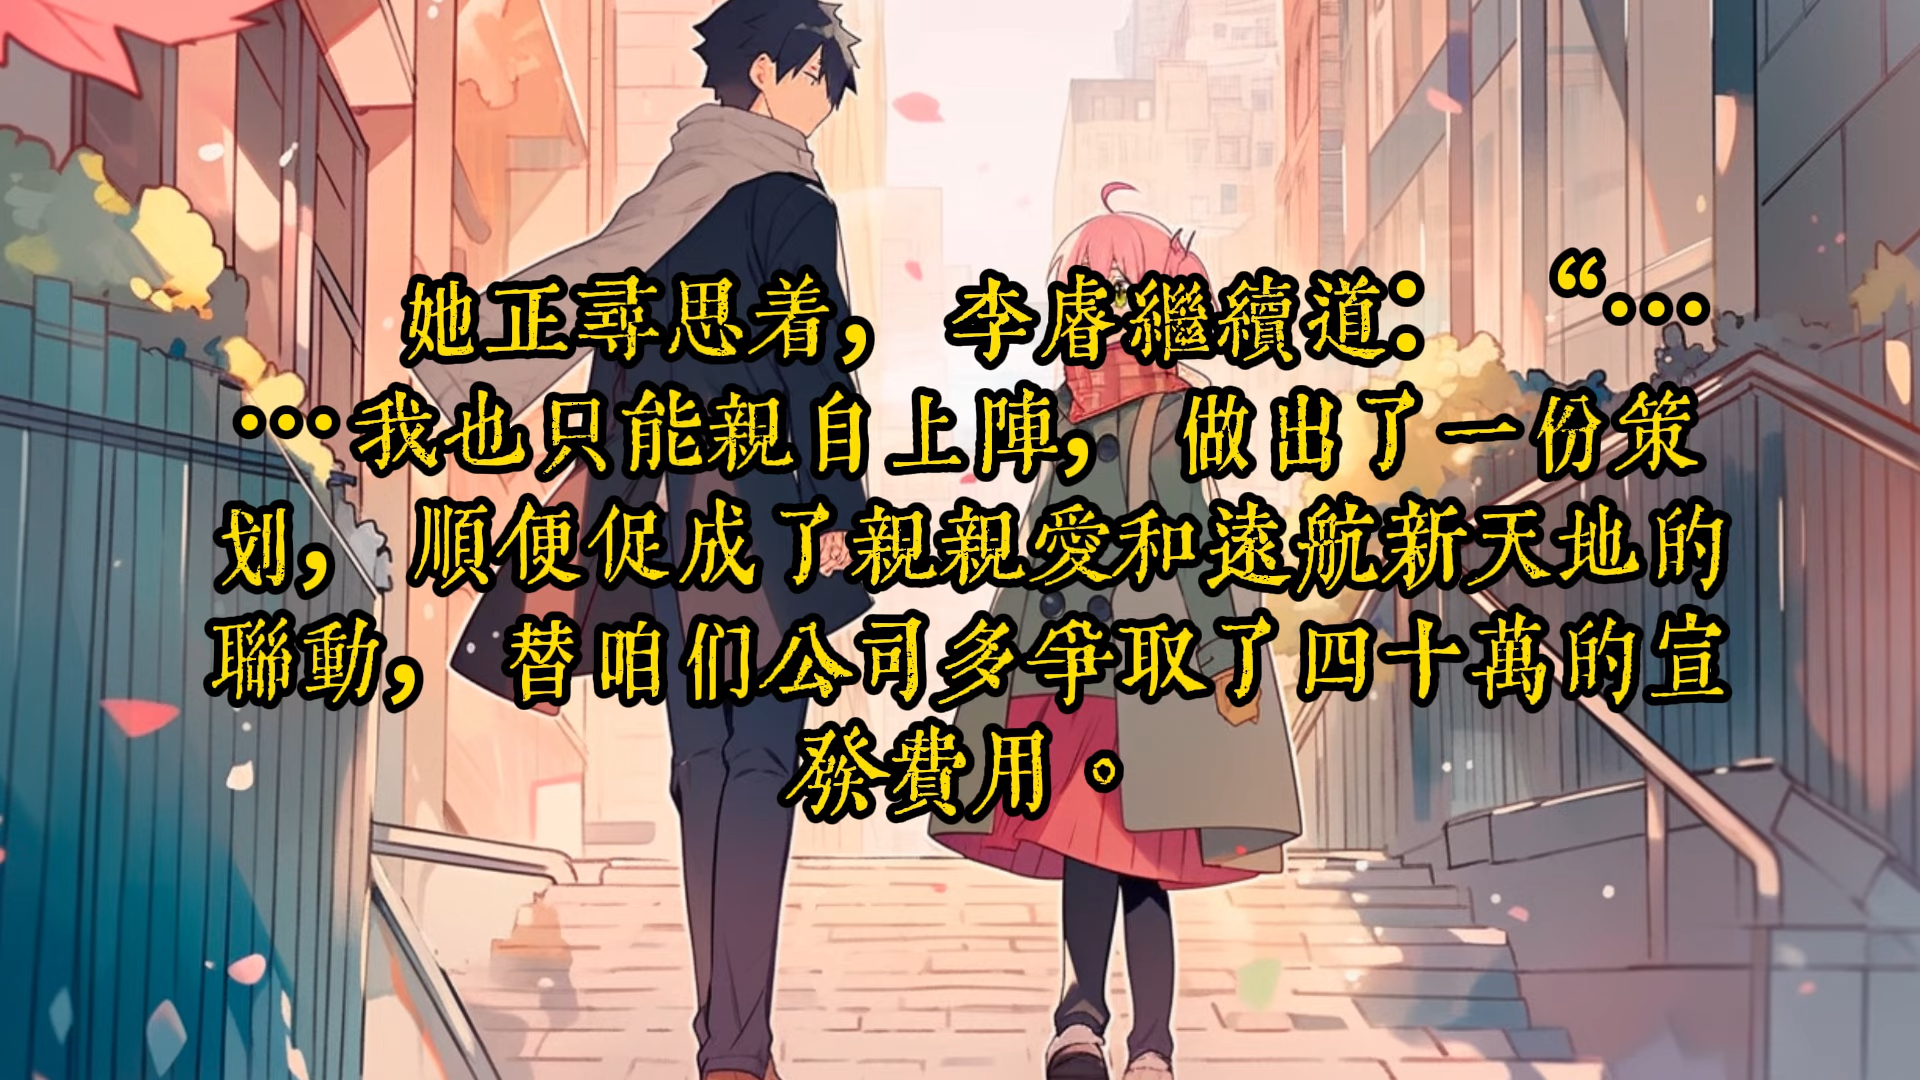 她正尋思着，李睿繼續道：“…
…我也只能親自上陣，做出了一份策
划，順便促成了親親愛和遠航新天地的
聯動，替咱们公司多爭取了四十萬的宣
發費用。